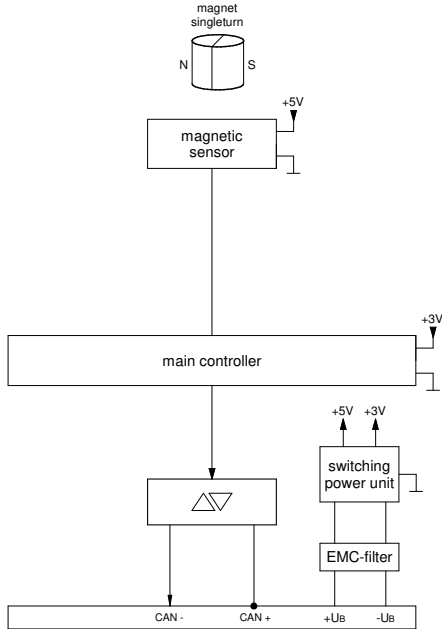 magnet
singleturn
N
S
+5V
magnetic
sensor
+3V
main controller
+5V +3V
switching
power unit
EMC-filter
CAN - CAN + +UB -UB